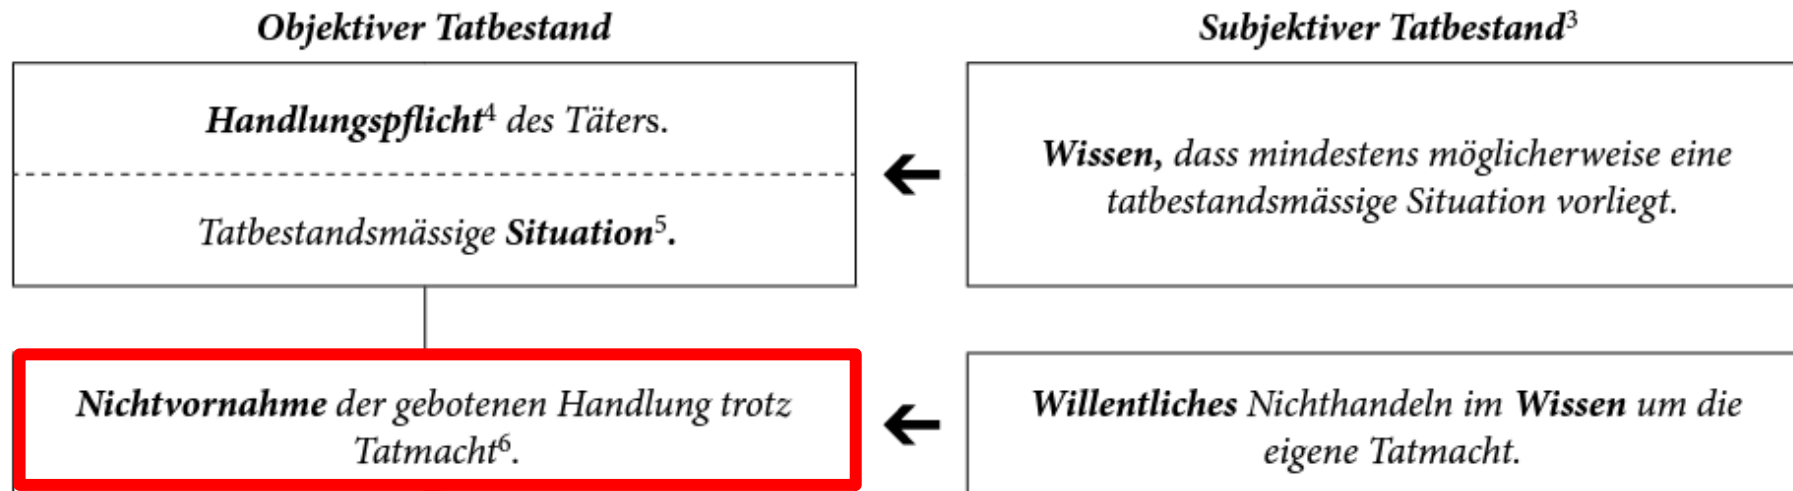 Objektiver Tatbestand
Handlungspflicht⁴ des Täters.
Tatbestandsmässige Situation⁵.
Nichtvornahme der gebotenen Handlung trotz
Tatmacht⁶.
Subjektiver Tatbestand³
Wissen, dass mindestens möglicherweise eine
tatbestandsmässige Situation vorliegt.
Willentliches Nichthandeln im Wissen um die
eigene Tatmacht.